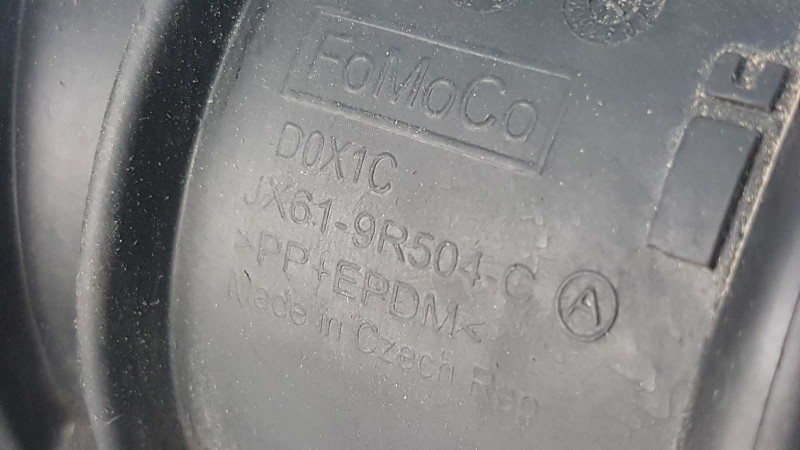 FoMoCo
D0X1C
JX61-9R504-C A
>PP+EPDM<
Made in Czech Rep